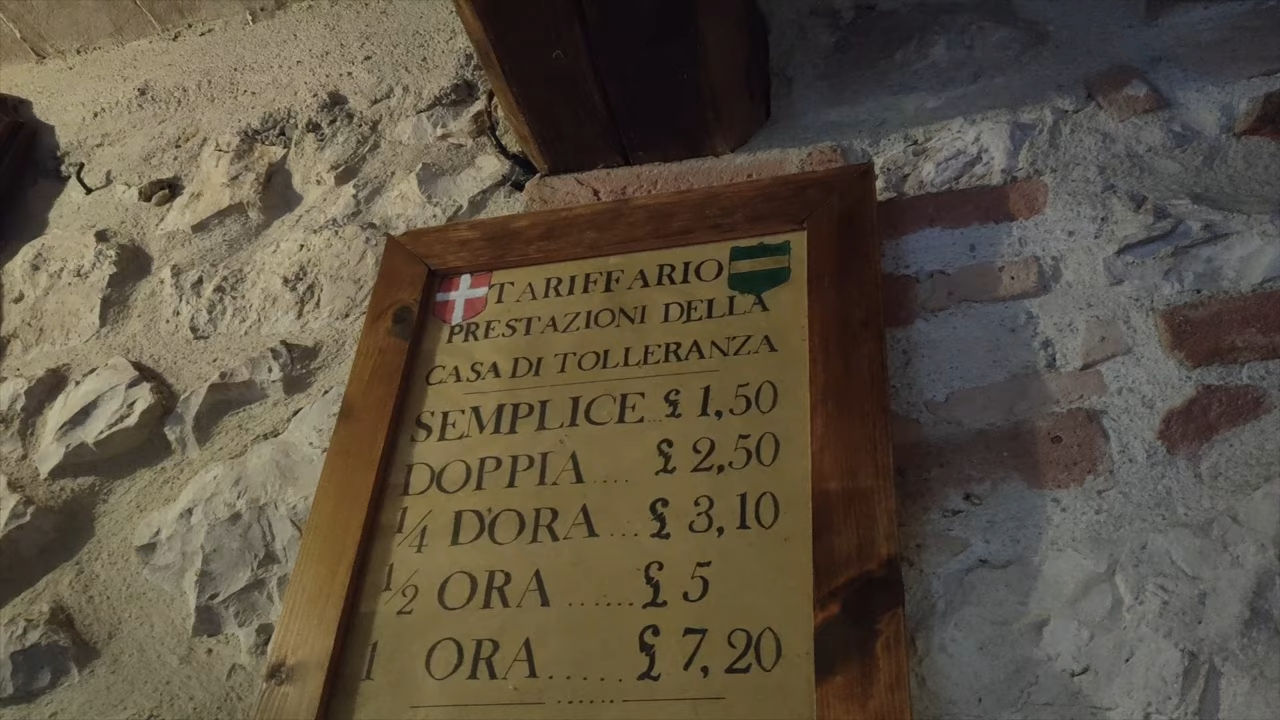 TARIFFARIO
PRESTAZIONI DELLA
CASA DI TOLLERANZA
SEMPLICE..£ 1,50
DOPPIA.....£ 2,50
1/4 D'ORA...£ 3,10
1/2 ORA......£ 5
1 ORA.....£ 7,20